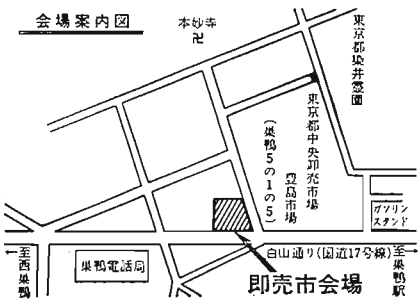 会場案内図
本妙寺
卍
東京都染井霊園
東京都中央卸売市場
豊島市場
(巣鴨5の1の5)
ガソリン
スタンド
白山通り(国道17号線)
至西巣鴨
巣鴨電話局
即売市会場
至巣鴨駅